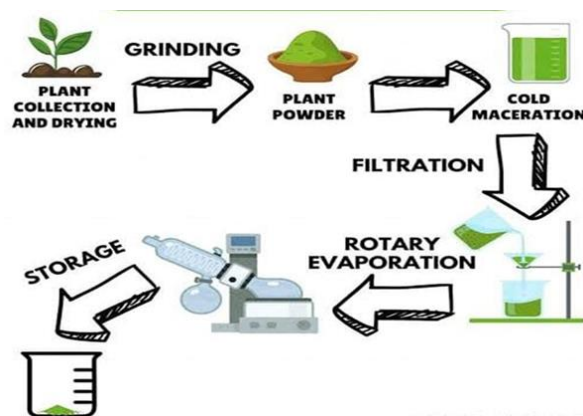 GRINDING
PLANT
COLLECTION
AND DRYING
PLANT
POWDER
COLD
MACERATION
FILTRATION
ROTARY
EVAPORATION
STORAGE